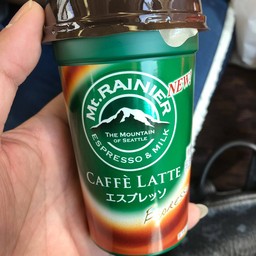 NEW!
Mt. RAINIER
THE MOUNTAIN
OF SEATTLE
ESPRESSO & MILK
CAFFÈ LATTE
エスプレッソ